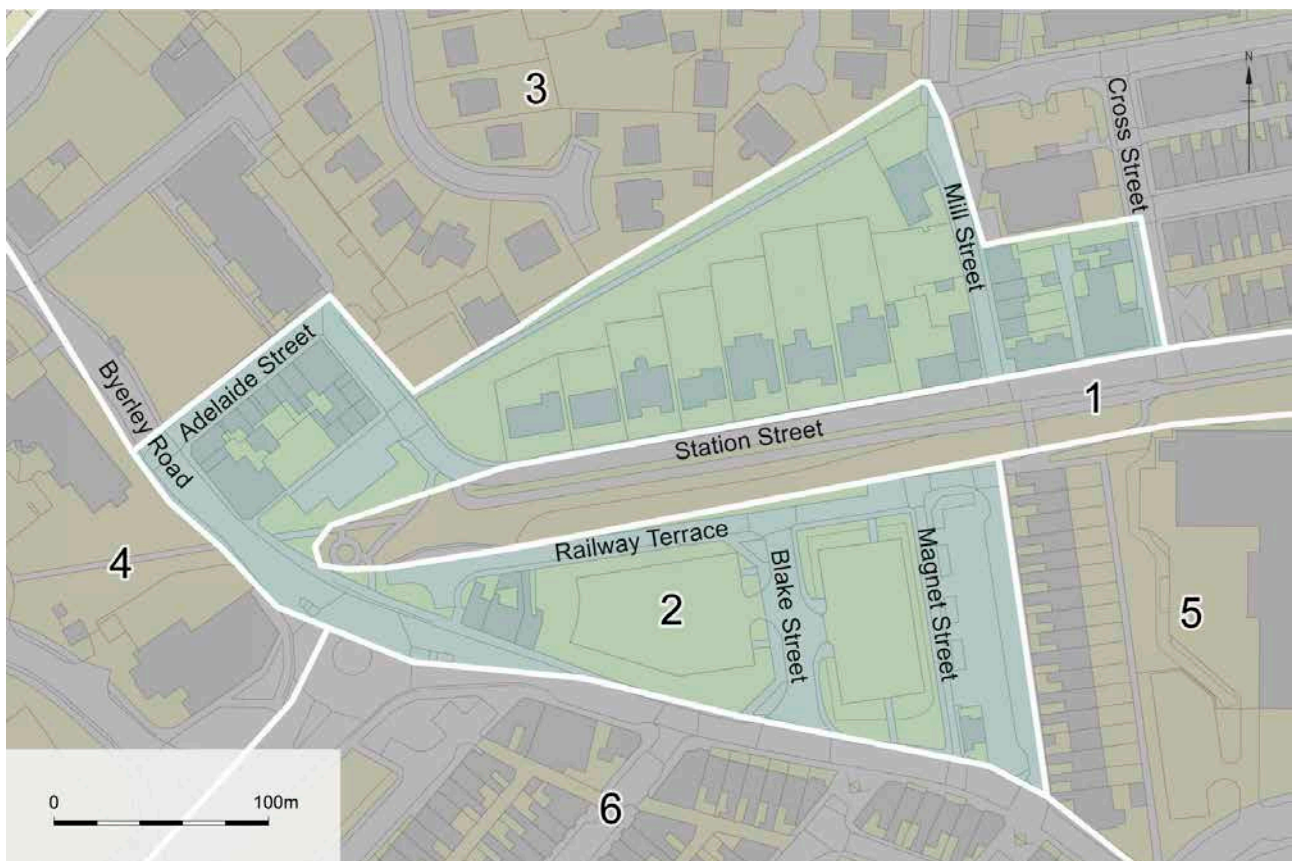 N
3
Cross Street
Mill Street
Adelaide Street
Byerley Road
Station Street
1
4
Railway Terrace
2
Blake Street
Magnet Street
5
6
0 100m